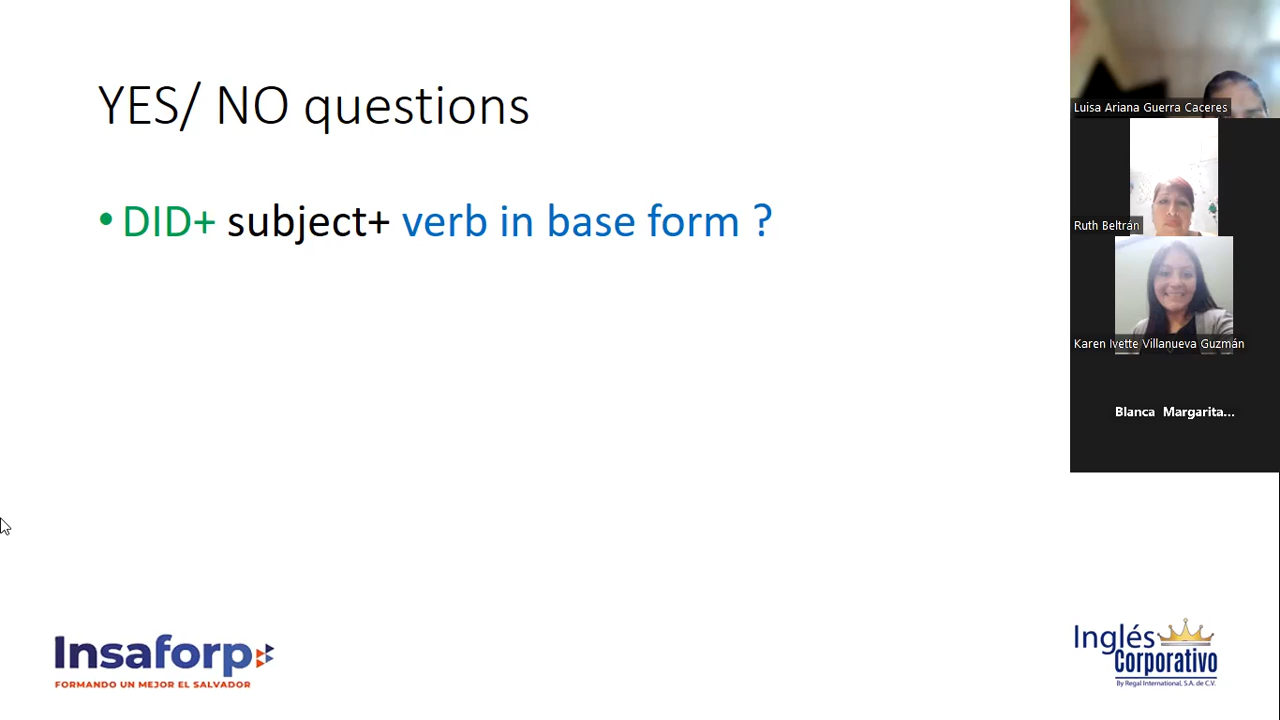 YES/ NO questions
• DID+ subject+ verb in base form ?
Luisa Ariana Guerra Caceres
Ruth Beltrán
Karen Ivette Villanueva Guzmán
Blanca Margarita...
Insaforp
FORMANDO UN MEJOR EL SALVADOR
Inglés
Corporativo
By Regal International, S.A. de C.V.